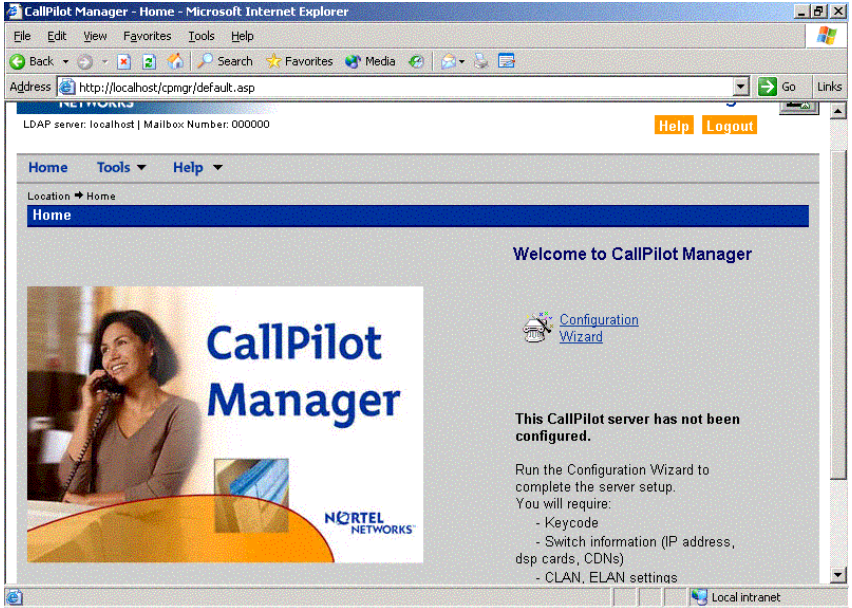 CallPilot Manager - Home - Microsoft Internet Explorer
File Edit View Favorites Tools Help
Back Search Favorites Media
Address http://localhost/cpmgr/default.asp Go Links
NETWORKS
LDAP server: localhost | Mailbox Number: 000000
Help Logout
Home Tools Help
Location Home
Home
Welcome to CallPilot Manager
Configuration
Wizard
CallPilot
Manager
NORTEL
NETWORKS
This CallPilot server has not been
configured.
Run the Configuration Wizard to
complete the server setup.
You will require:
- Keycode
- Switch information (IP address,
dsp cards, CDNs)
- CLAN, ELAN settings
Local intranet